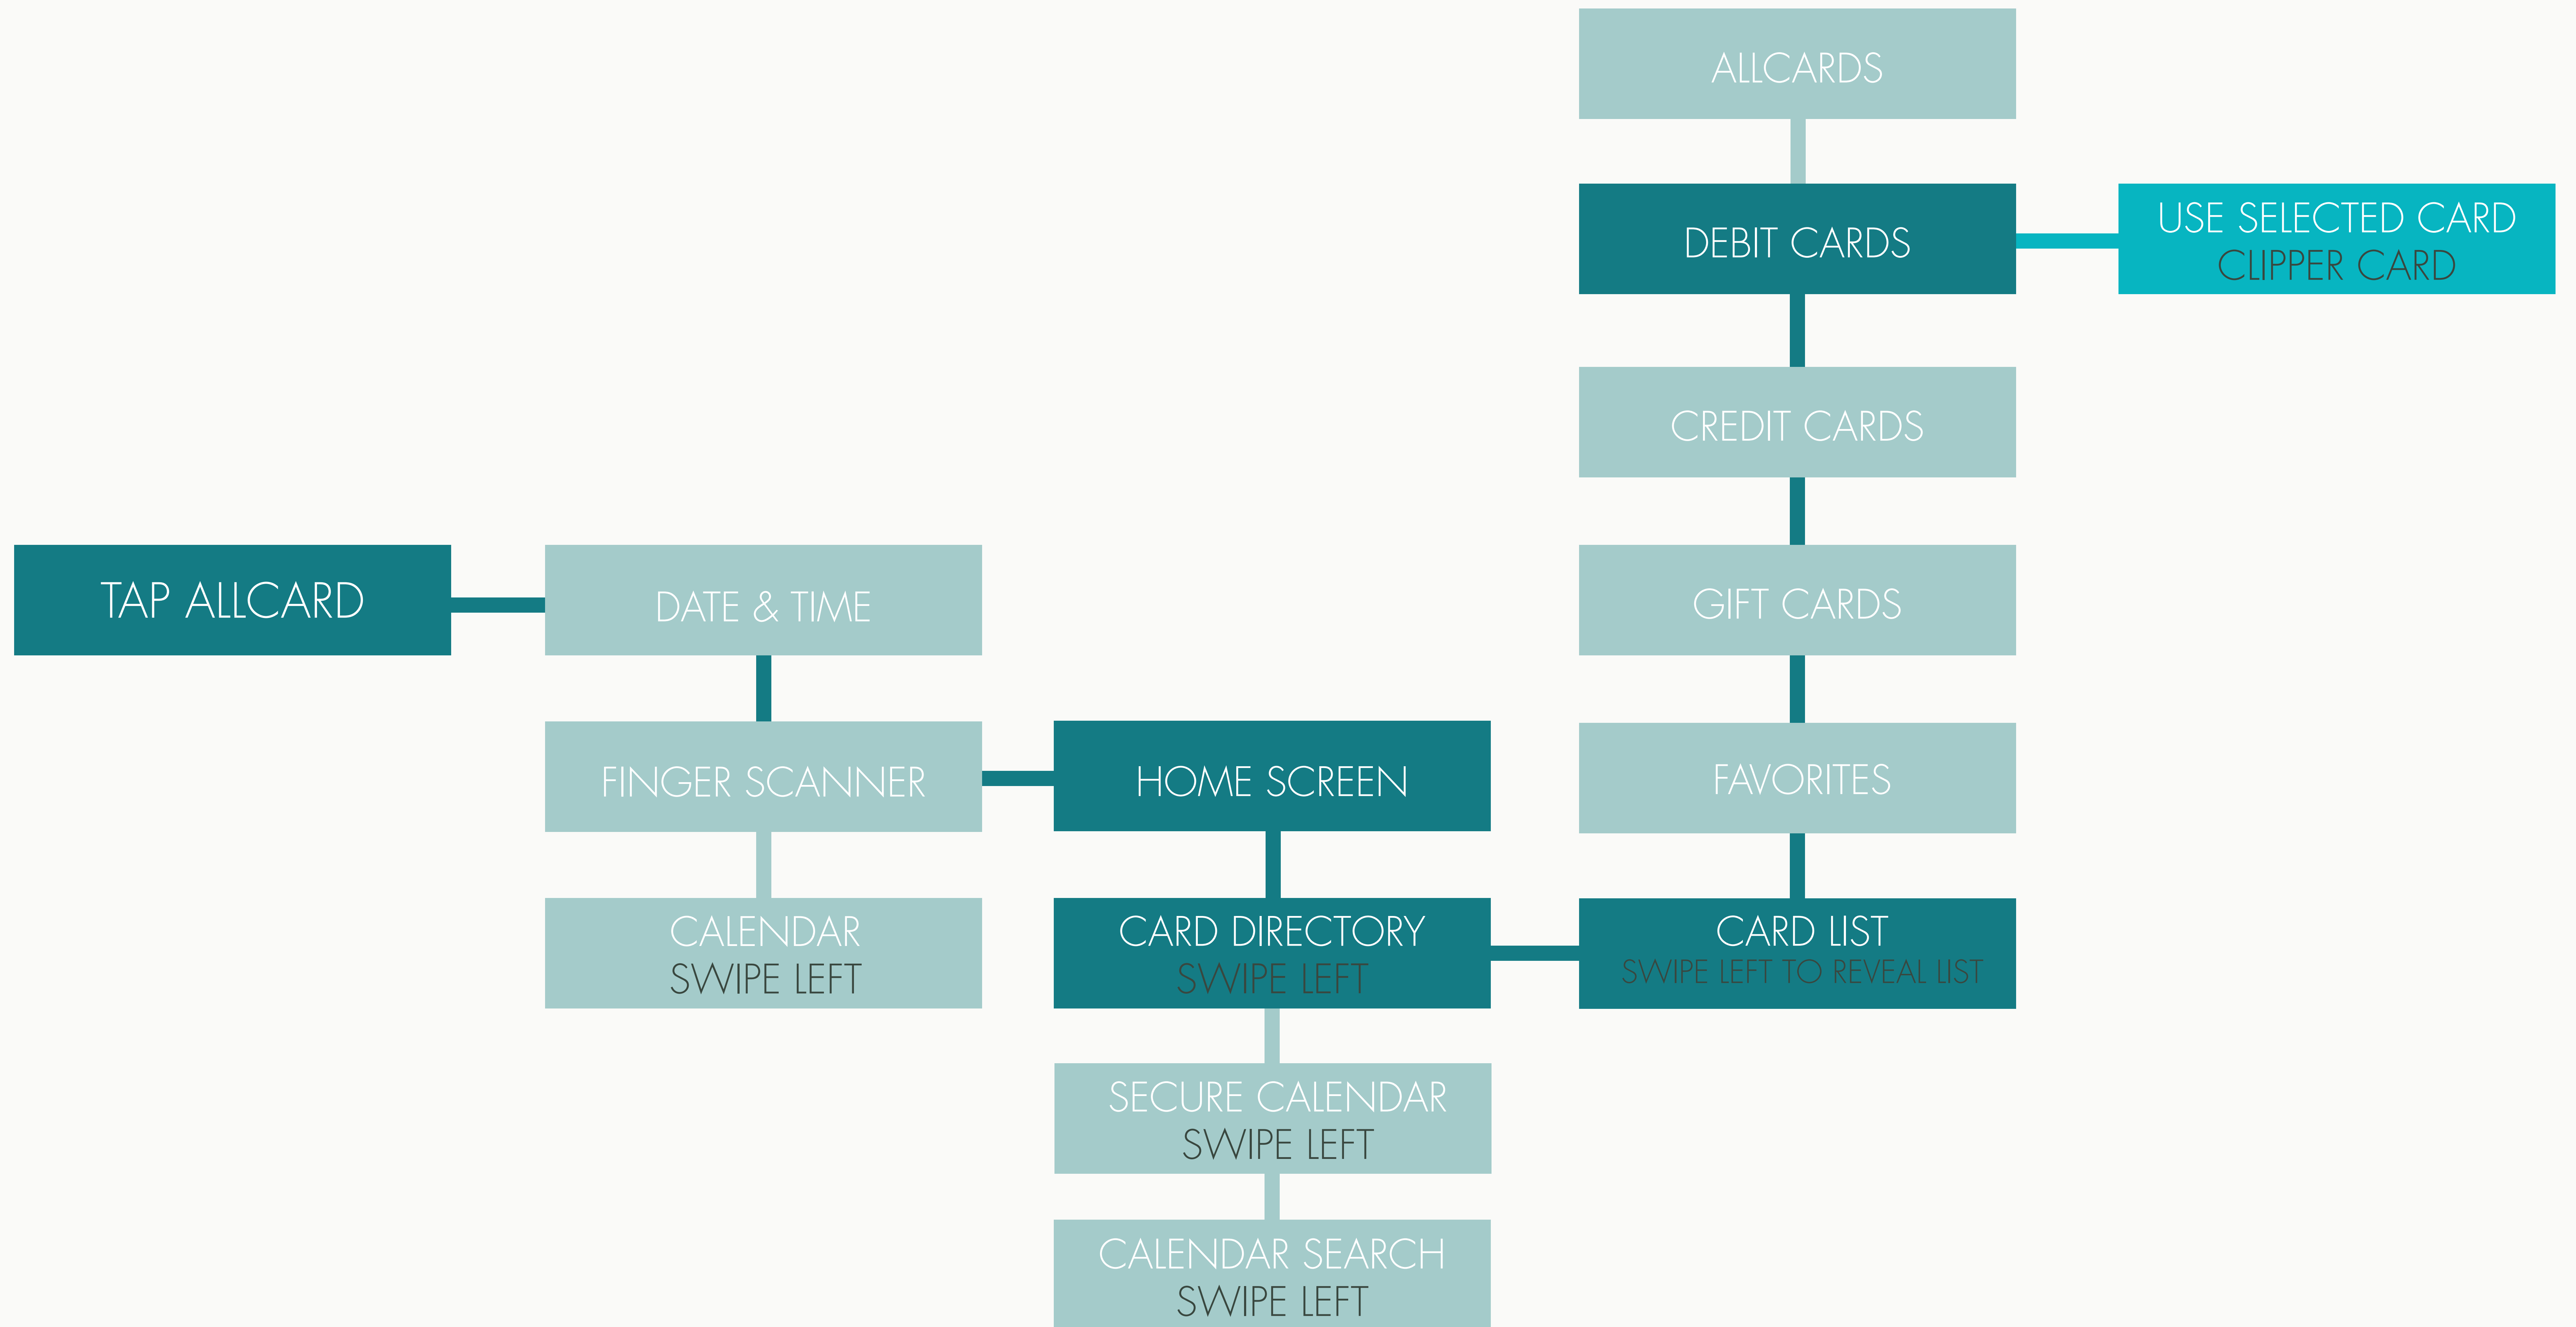 ALLCARDS
DEBIT CARDS
USE SELECTED CARD
CLIPPER CARD
CREDIT CARDS
TAP ALLCARD
DATE & TIME
GIFT CARDS
FINGER SCANNER
HOME SCREEN
FAVORITES
CALENDAR
SWIPE LEFT
CARD DIRECTORY
SWIPE LEFT
CARD LIST
SWIPE LEFT TO REVEAL LIST
SECURE CALENDAR
SWIPE LEFT
CALENDAR SEARCH
SWIPE LEFT